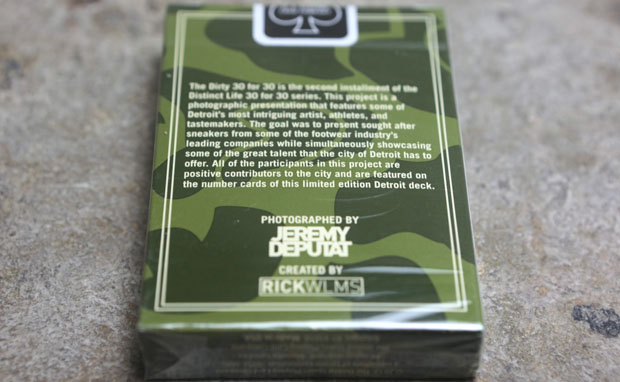 The Dirty 30 for 30 is the second installment of the
Distinct Life 30 for 30 series. This project is a
photographic presentation that features some of
Detroit's most intriguing artist, athletes, and
tastemakers. The goal was to present sought after
sneakers from some of the footwear industry's
leading companies while simultaneously showcasing
some of the great talent that the city of Detroit has to
offer. All of the participants in this project are
positive contributors to the city and are featured on
the number cards of this limited edition Detroit deck.
PHOTOGRAPHED BY
JEREMY
DEPUTAT
CREATED BY
RICKWLMS